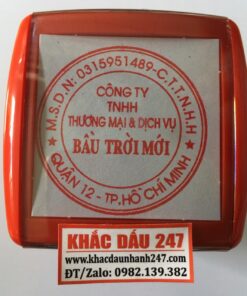 M.S.D.N: 0315951489-C.T.T.N.H.H
CÔNG TY
TNHH
THƯƠNG MẠI & DỊCH VỤ
BẦU TRỜI MỚI
QUẬN 12 - TP.HỒ CHÍ MINH
KHẮC DẤU 247
www.khacdaunhanh247.vn
ĐT/Zalo: 0982.139.382